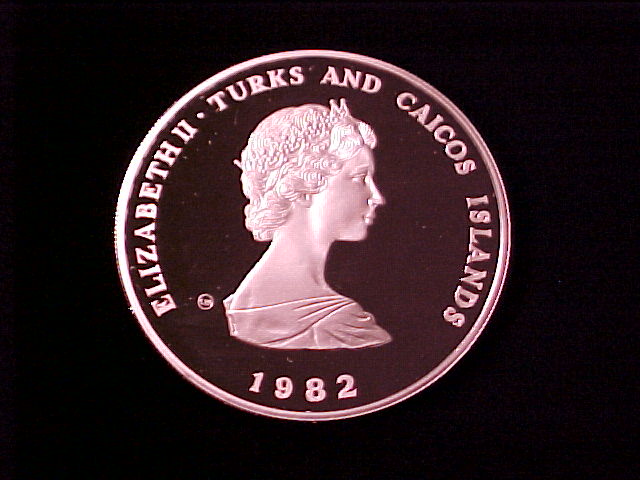 ELIZABETH II · TURKS AND CAICOS ISLANDS
1982